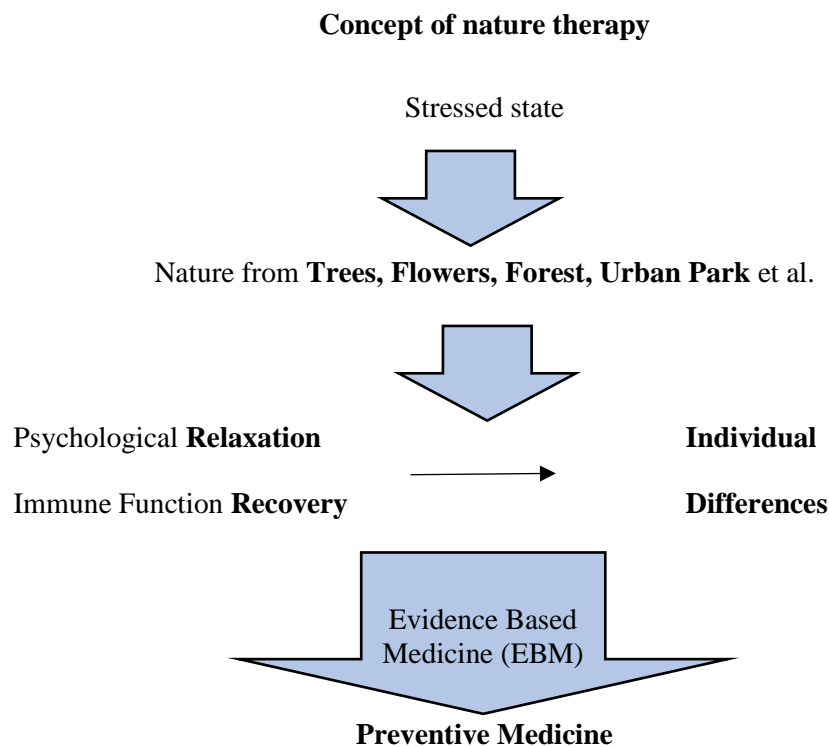 Concept of nature therapy
Stressed state
Nature from Trees, Flowers, Forest, Urban Park et al.
Psychological Relaxation
Individual
Immune Function Recovery
Differences
Evidence Based
Medicine (EBM)
Preventive Medicine